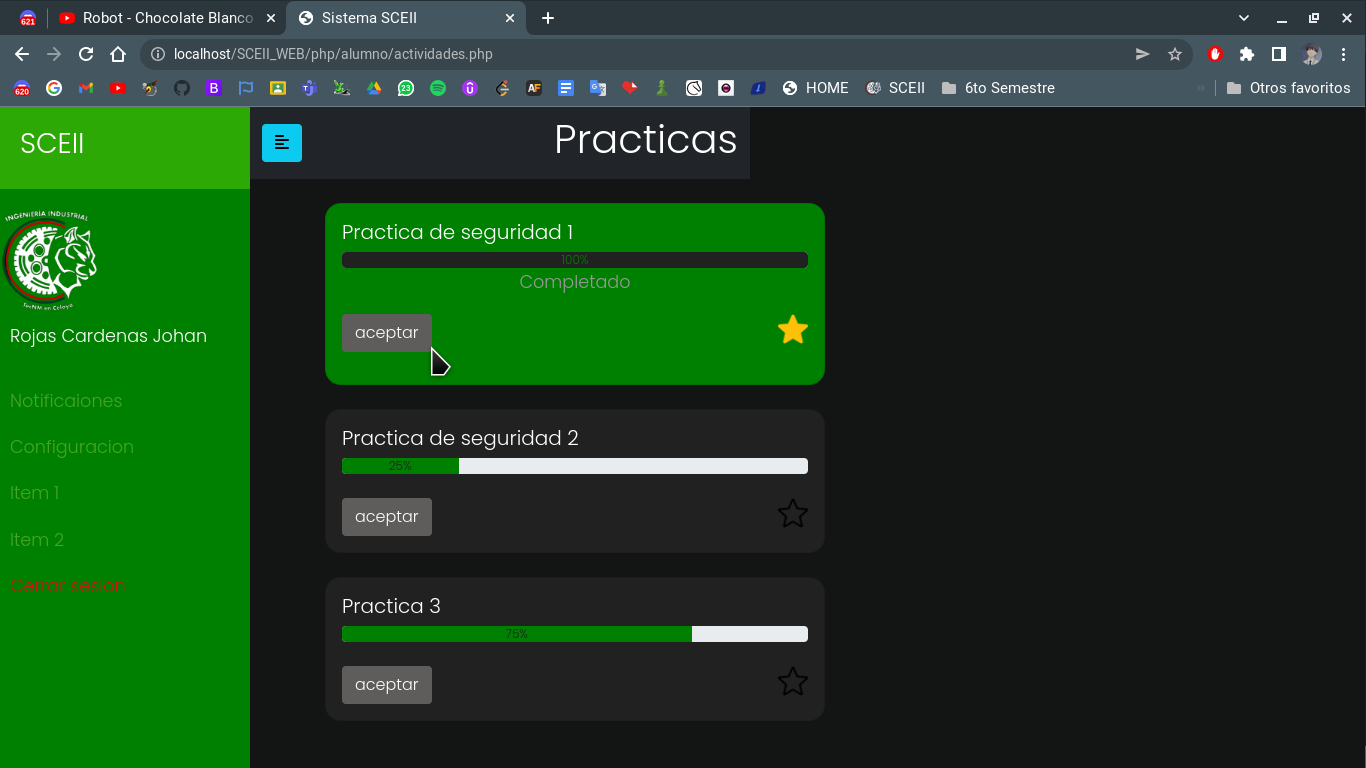 621
Robot - Chocolate Blanco
Sistema SCEII
localhost/SCEII_WEB/php/alumno/actividades.php
620
23
AF
HOME
SCEII
6to Semestre
»
Otros favoritos
SCEII
Practicas
INGENIERIA INDUSTRIAL
TecNM en Celaya
Rojas Cardenas Johan
Notificaiones
Configuracion
Item 1
Item 2
Cerrar sesion
Practica de seguridad 1
100%
Completado
aceptar
Practica de seguridad 2
25%
aceptar
Practica 3
75%
aceptar